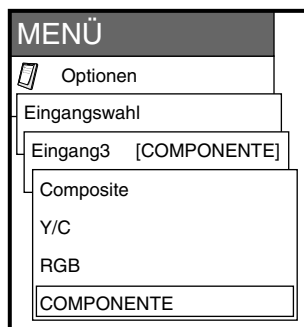 MENÜ
Optionen
Eingangswahl
Eingang3 [COMPONENTE]
Composite
Y/C
RGB
COMPONENTE